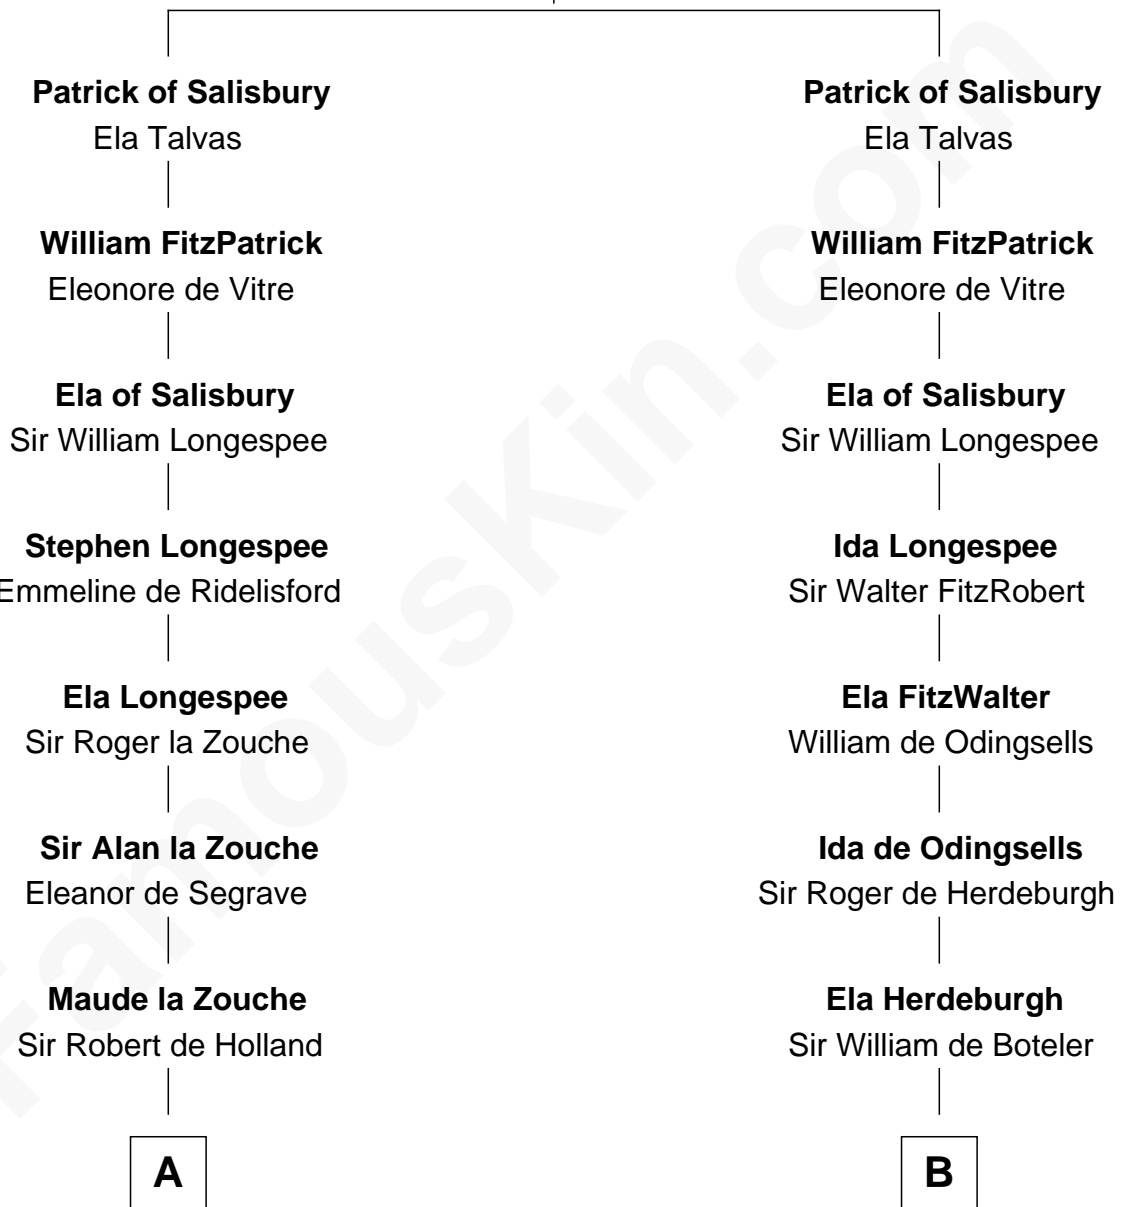 Patrick of Salisbury
Ela Talvas
William FitzPatrick
Eleonore de Vitre
Ela of Salisbury
Sir William Longespee
Stephen Longespee
Emmeline de Ridelisford
Ela Longespee
Sir Roger la Zouche
Sir Alan la Zouche
Eleanor de Segrave
Maude la Zouche
Sir Robert de Holland
A
Patrick of Salisbury
Ela Talvas
William FitzPatrick
Eleonore de Vitre
Ela of Salisbury
Sir William Longespee
Ida Longespee
Sir Walter FitzRobert
Ela FitzWalter
William de Odingsells
Ida de Odingsells
Sir Roger de Herdeburgh
Ela Herdeburgh
Sir William de Boteler
B
FamousKin.com